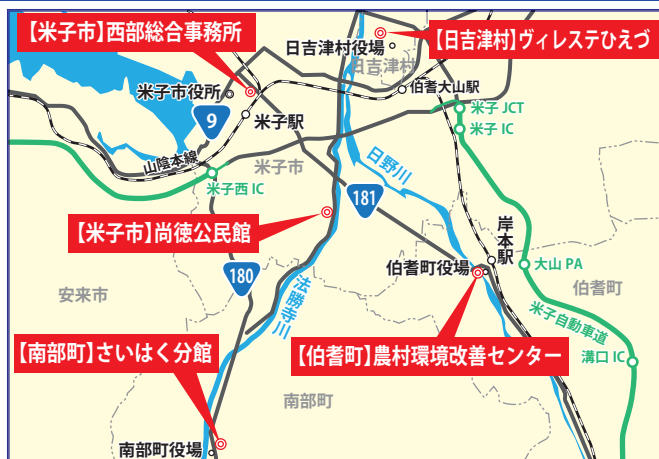 【米子市】西部総合事務所
日吉津村役場
【日吉津村】ヴィレステひえづ
日吉津村
米子市役所
伯耆大山駅
9
米子駅
米子 JCT
米子 IC
山陰本線
米子市
日野川
米子西 IC
181
【米子市】尚徳公民館
岸本駅
180
伯耆町役場
大山 PA
安来市
伯耆町
法勝寺川
米子自動車道
【南部町】さいはく分館
【伯耆町】農村環境改善センター
溝口 IC
南部町
南部町役場